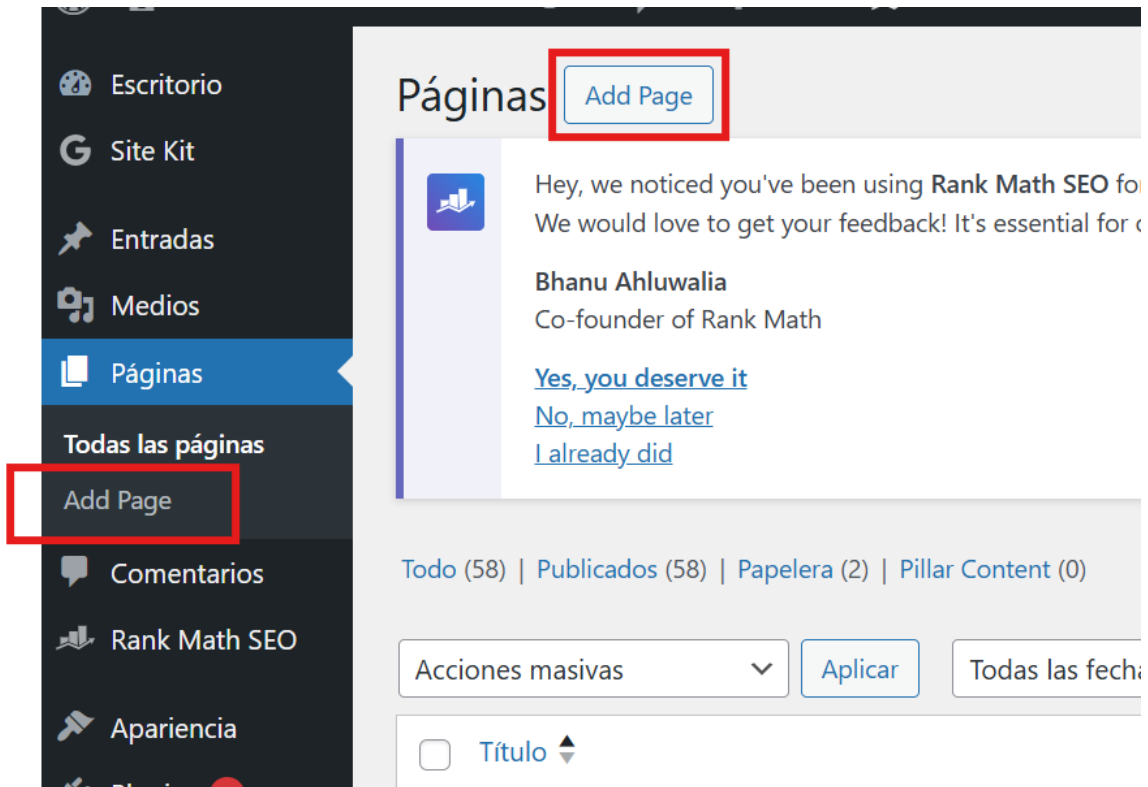 Escritorio
Site Kit
Entradas
Medios
Páginas
Todas las páginas
Add Page
Comentarios
Rank Math SEO
Apariencia
Páginas Add Page
Hey, we noticed you've been using Rank Math SEO for
We would love to get your feedback! It's essential for
Bhanu Ahluwalia
Co-founder of Rank Math
Yes, you deserve it
No, maybe later
I already did
Todo (58) | Publicados (58) | Papelera (2) | Pillar Content (0)
Acciones masivas Aplicar Todas las fecha
Título